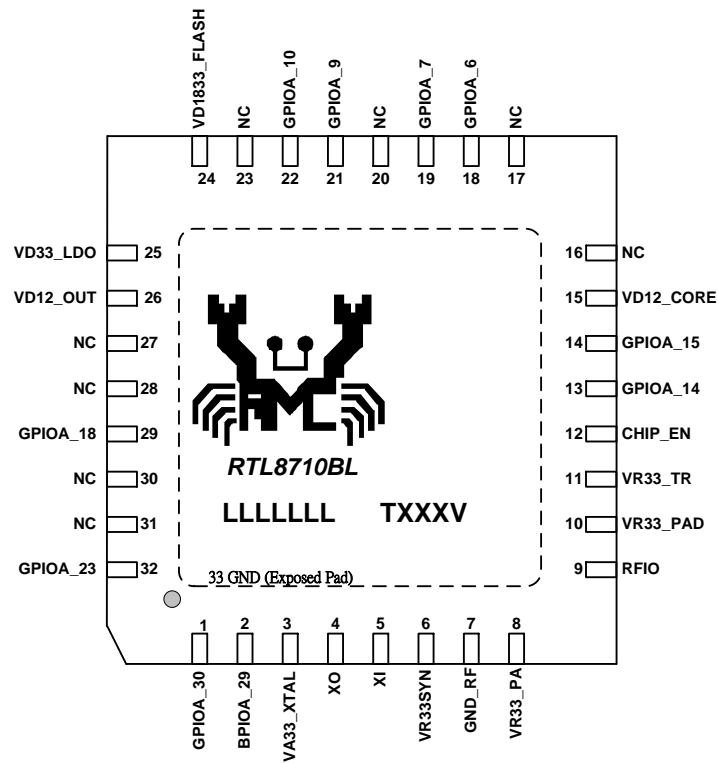 VD1833_FLASH
NC
GPIOA_10
GPIOA_9
NC
GPIOA_7
GPIOA_6
NC
24 23 22 21 20 19 18 17
VD33_LDO 25 16 NC
VD12_OUT 26 15 VD12_CORE
NC 27 14 GPIOA_15
NC 28 13 GPIOA_14
GPIOA_18 29 12 CHIP_EN
NC 30 11 VR33_TR
NC 31 10 VR33_PAD
GPIOA_23 32 9 RFIO
RTL8710BL
LLLLLLL TXXXV
33 GND (Exposed Pad)
1 2 3 4 5 6 7 8
GPIOA_30
BPIOA_29
VA33_XTAL
XO
XI
VR33SYN
GND_RF
VR33_PA